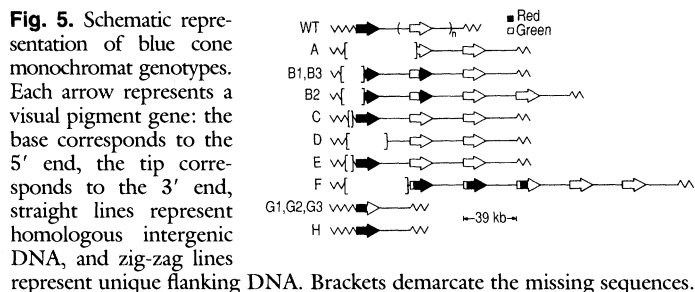 Fig. 5. Schematic repre-
sentation of blue cone
monochromat genotypes.
Each arrow represents a
visual pigment gene: the
base corresponds to the
5′ end, the tip corre-
sponds to the 3′ end,
straight lines represent
homologous intergenic
DNA, and zig-zag lines
represent unique flanking DNA. Brackets demarcate the missing sequences.
Red
Green
WT
n
A
B1,B3
B2
C
D
E
F
G1,G2,G3
39 kb
H